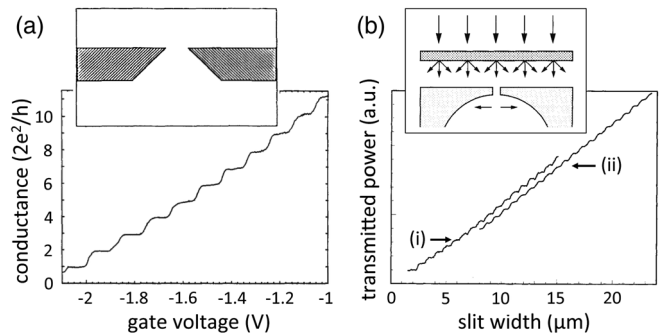 (a)
conductance (2e²/h)
10
8
6
4
2
0
-2
-1.8
-1.6
-1.4
-1.2
-1
gate voltage (V)
(b)
transmitted power (a.u.)
(i)
(ii)
0
5
10
15
20
slit width (μm)